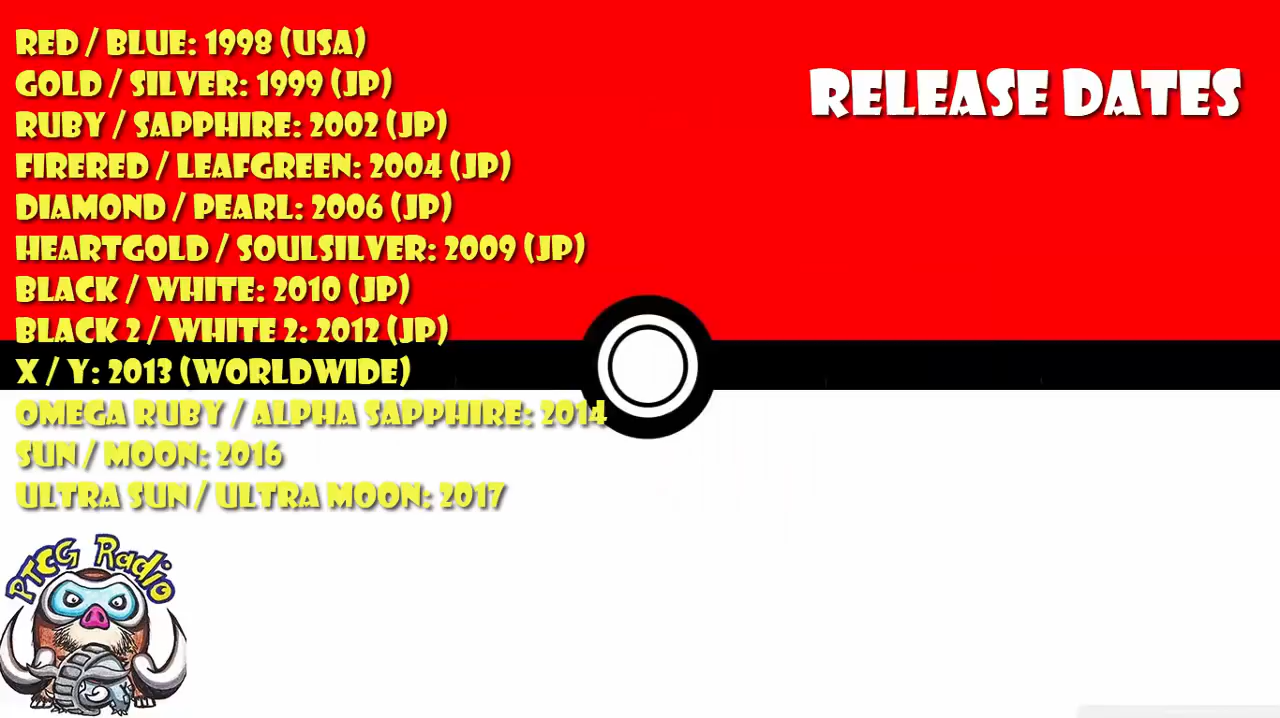 RED / BLUE: 1998 (USA)
GOLD / SILVER: 1999 (JP)
RUBY / SAPPHIRE: 2002 (JP)
FIRERED / LEAFGREEN: 2004 (JP)
DIAMOND / PEARL: 2006 (JP)
HEARTGOLD / SOULSILVER: 2009 (JP)
BLACK / WHITE: 2010 (JP)
BLACK 2 / WHITE 2: 2012 (JP)
X / Y: 2013 (WORLDWIDE)
OMEGA RUBY / ALPHA SAPPHIRE: 2014
SUN / MOON: 2016
ULTRA SUN / ULTRA MOON: 2017
RELEASE DATES
PTCG Radio